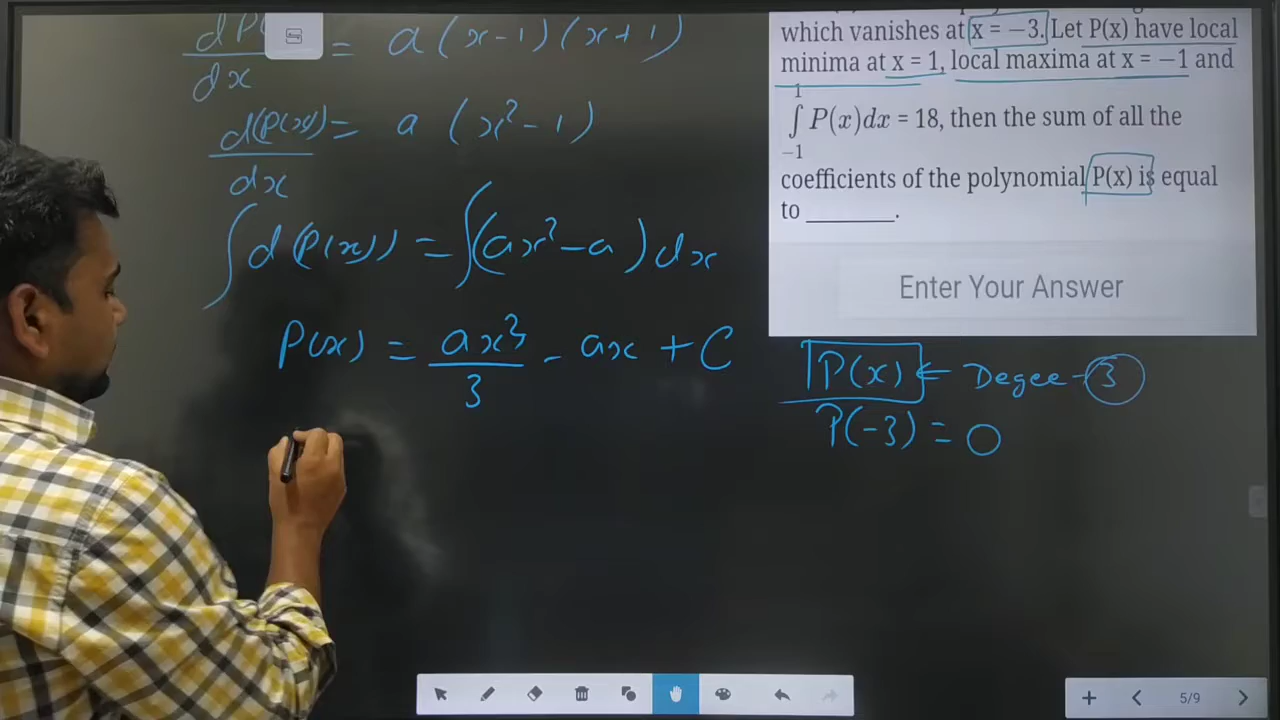 dP
dx
= a (x-1)(x+1)
d(P(x))
dx
= a (x²-1)
∫ d(P(x)) = ∫(ax²-a)dx
P(x) = ax³
3
- ax + C
which vanishes at x = −3. Let P(x) have local
minima at x = 1, local maxima at x = −1 and
1
∫ P(x)dx = 18, then the sum of all the
−1
coefficients of the polynomial P(x) is equal
to ________.
Enter Your Answer
P(x) ← Degee - 3
P(-3) = 0
5/9